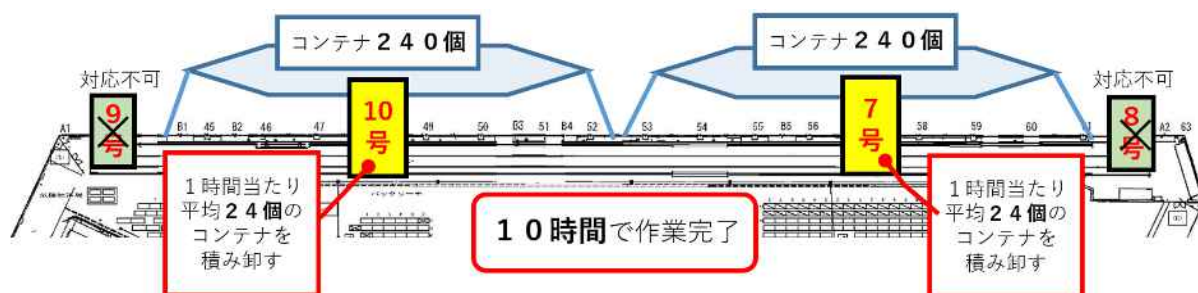 コンテナ２４０個
コンテナ２４０個
対応不可
対応不可
9号
10号
7号
8号
A1
B1 45 B2 46 47 49 50 B3 51 B4 52 53 54 55 B5 56 58 59 60 A2 63
１時間当たり
平均２４個の
コンテナを
積み卸す
１０時間で作業完了
１時間当たり
平均２４個の
コンテナを
積み卸す